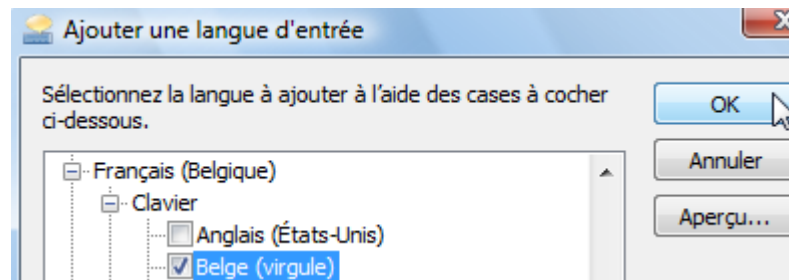 Ajouter une langue d'entrée
Sélectionnez la langue à ajouter à l'aide des cases à cocher
ci-dessous.
OK
Français (Belgique)
Annuler
Clavier
Anglais (États-Unis)
Aperçu...
Belge (virgule)